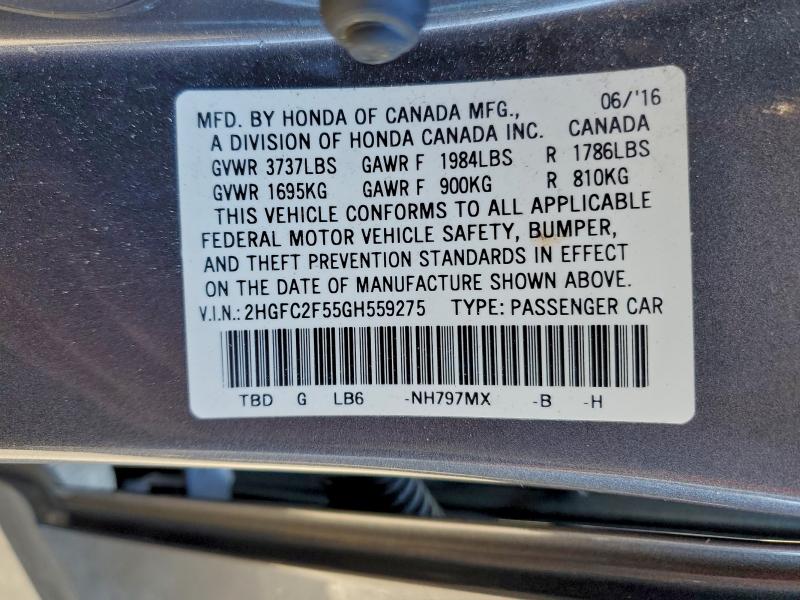 MFD. BY HONDA OF CANADA MFG., 06/'16
A DIVISION OF HONDA CANADA INC. CANADA
GVWR 3737LBS GAWR F 1984LBS R 1786LBS
GVWR 1695KG GAWR F 900KG R 810KG
THIS VEHICLE CONFORMS TO ALL APPLICABLE
FEDERAL MOTOR VEHICLE SAFETY, BUMPER,
AND THEFT PREVENTION STANDARDS IN EFFECT
ON THE DATE OF MANUFACTURE SHOWN ABOVE.
V.I.N.: 2HGFC2F55GH559275 TYPE: PASSENGER CAR
TBD G LB6 -NH797MX -B -H